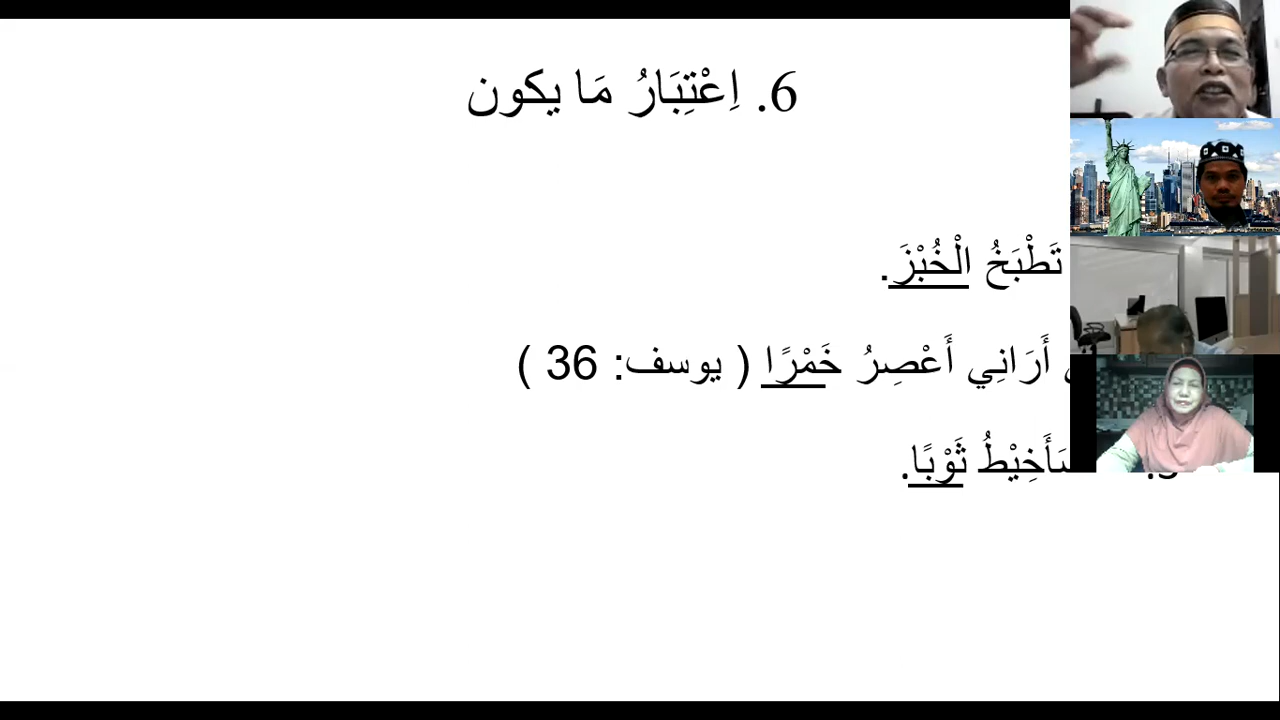 6. اِعْتِبَارُ مَا يكون
تَطْبَخُ الْخُبْزَ.
أَرَانِي أَعْصِرُ خَمْرًا ( يوسف: 36 )
سَأَخِيْطُ ثَوْبًا.